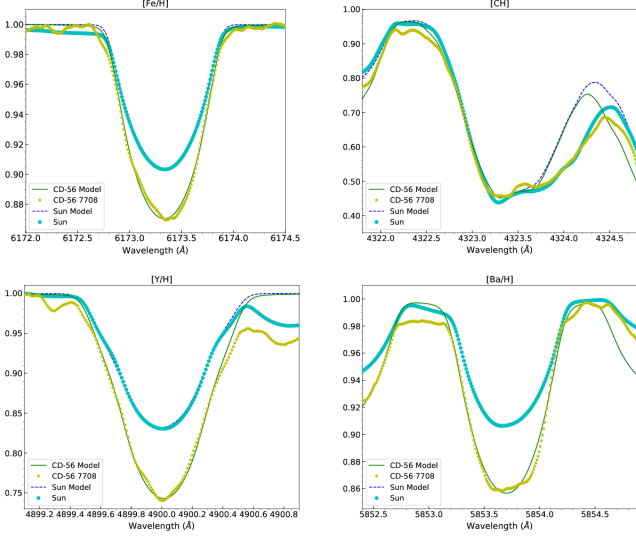 [Fe/H]
1.00
0.98
0.95
0.92
0.90
0.88
CD-56 Model
CD-56 7708
Sun Model
Sun
6172.0 6172.5 6173.0 6173.5 6174.0 6174.5
Wavelength (Å)
[CH]
1.00
0.90
0.80
0.70
0.60
0.50
0.40
CD-56 Model
CD-56 7708
Sun Model
Sun
4322.0 4322.4 4323.0 4323.6 4324.0 4324.4
Wavelength (Å)
[Y/H]
1.00
0.95
0.90
0.85
0.80
0.75
CD-56 Model
CD-56 7708
Sun Model
Sun
4899.2 4899.4 4899.6 4899.8 4900.0 4900.2 4900.4 4900.6 4900.8
Wavelength (Å)
[Ba/H]
1.00
0.98
0.96
0.94
0.92
0.90
0.88
0.86
CD-56 Model
CD-56 7708
Sun Model
Sun
5852.5 5853.0 5853.5 5854.0 5854.5
Wavelength (Å)